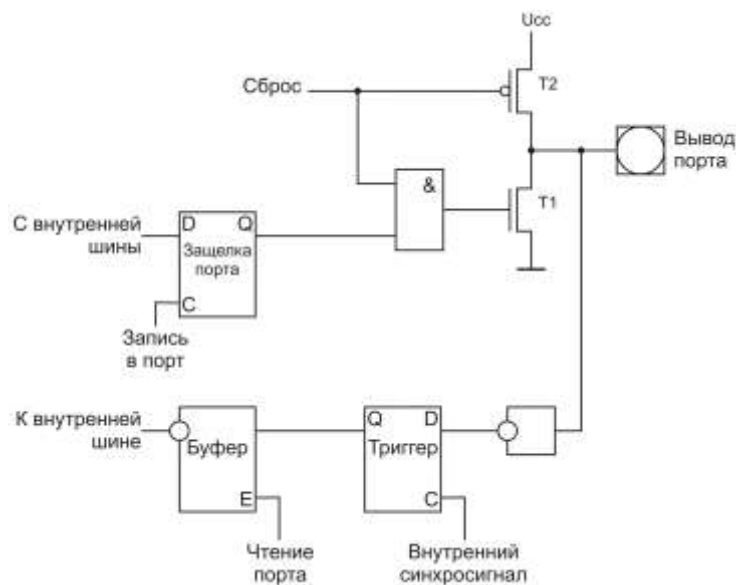 Ucc
Сброс
T2
Вывод
порта
&
T1
С внутренней
шины
D Q
Защелка
порта
C
Запись
в порт
К внутренней
шине
Буфер
E
Q D
Триггер
C
Чтение
порта
Внутренний
синхросигнал